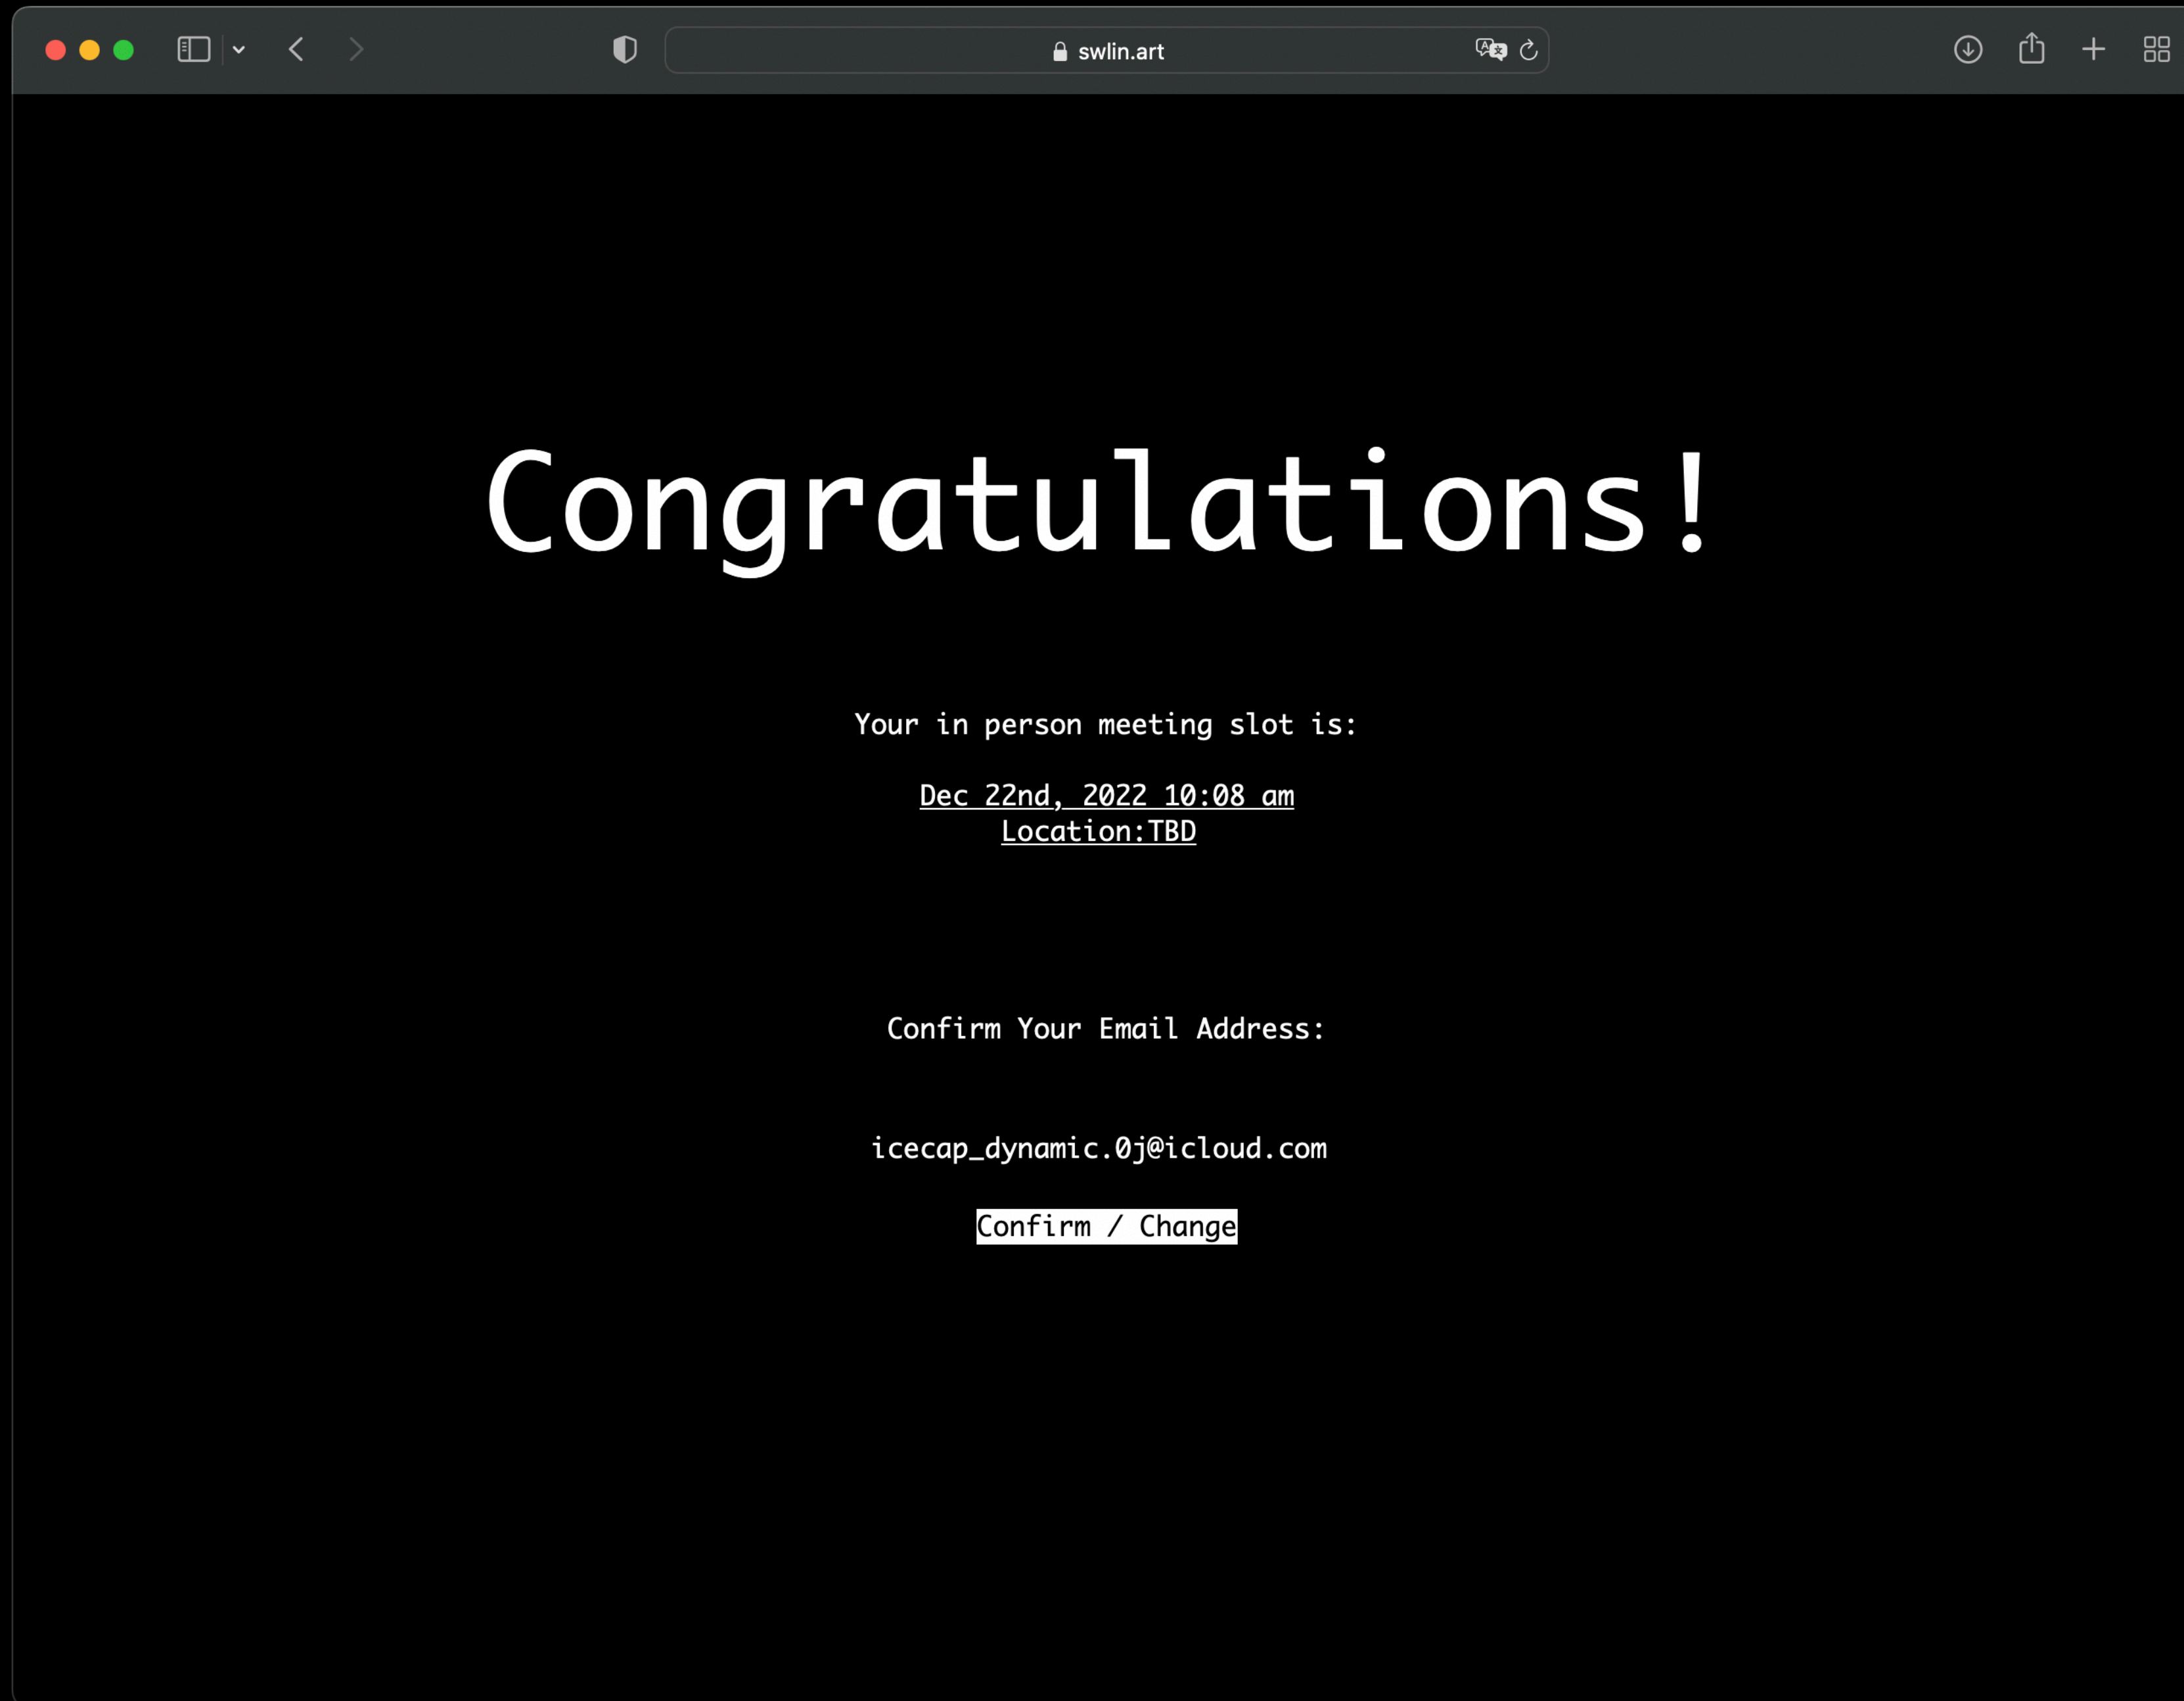 swlin.art
Congratulations!
Your in person meeting slot is:
Dec 22nd, 2022 10:08 am
Location:TBD
Confirm Your Email Address:
icecap_dynamic.0j@icloud.com
Confirm / Change